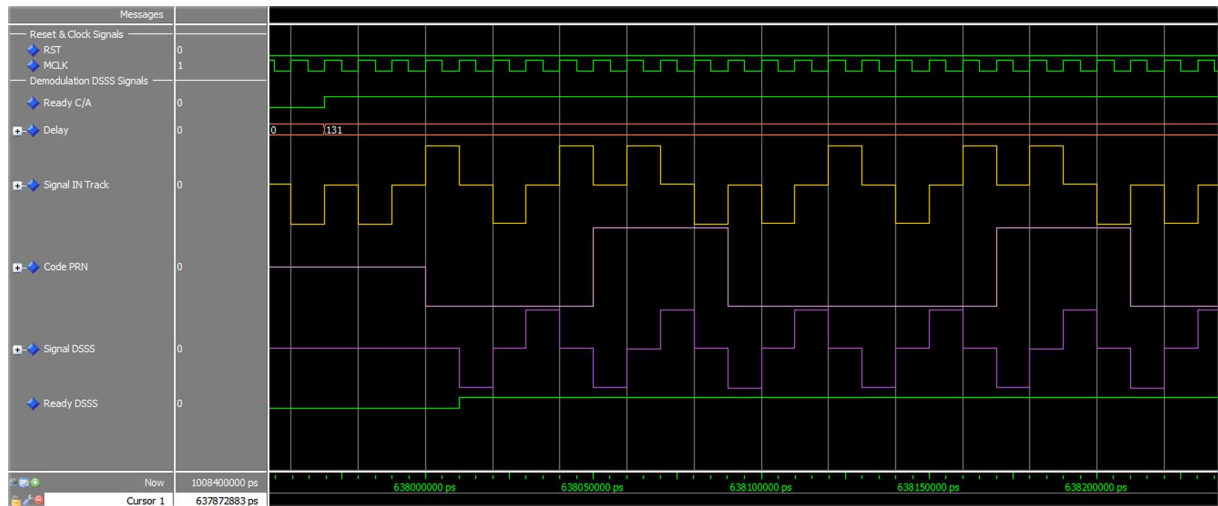 Messages
Reset & Clock Signals
RST 0
MCLK 1
Demodulation DSSS Signals
Ready C/A 0
Delay 0 0 131
Signal IN Track 0
Code PRN 0
Signal DSSS 0
Ready DSSS 0
Now 1008400000 ps 638000000 ps 638050000 ps 638100000 ps 638150000 ps 638200000 ps
Cursor 1 637872883 ps